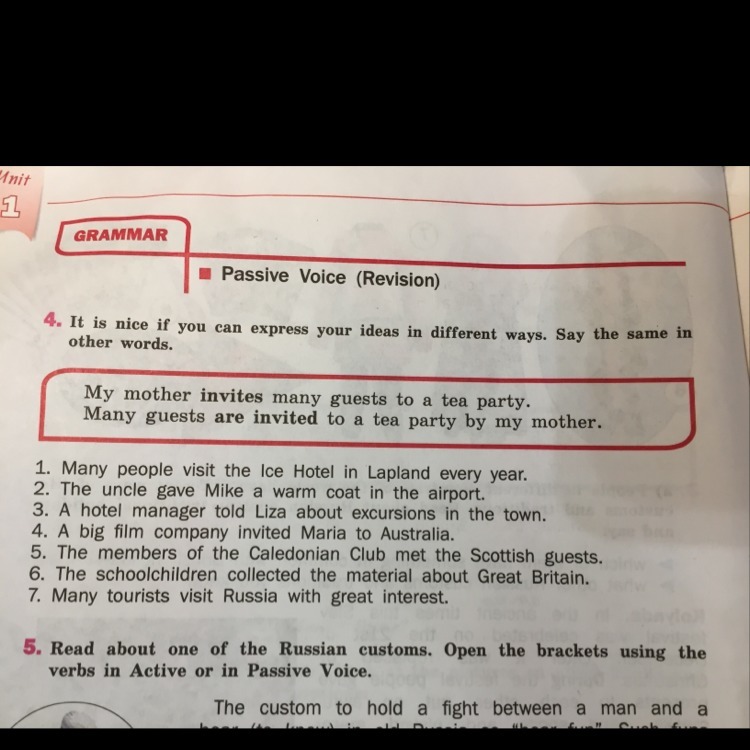 Unit
1
GRAMMAR
Passive Voice (Revision)
4. It is nice if you can express your ideas in different ways. Say the same in
other words.
My mother invites many guests to a tea party.
Many guests are invited to a tea party by my mother.
1. Many people visit the Ice Hotel in Lapland every year.
2. The uncle gave Mike a warm coat in the airport.
3. A hotel manager told Liza about excursions in the town.
4. A big film company invited Maria to Australia.
5. The members of the Caledonian Club met the Scottish guests.
6. The schoolchildren collected the material about Great Britain.
7. Many tourists visit Russia with great interest.
5. Read about one of the Russian customs. Open the brackets using the
verbs in Active or in Passive Voice.
The custom to hold a fight between a man and a